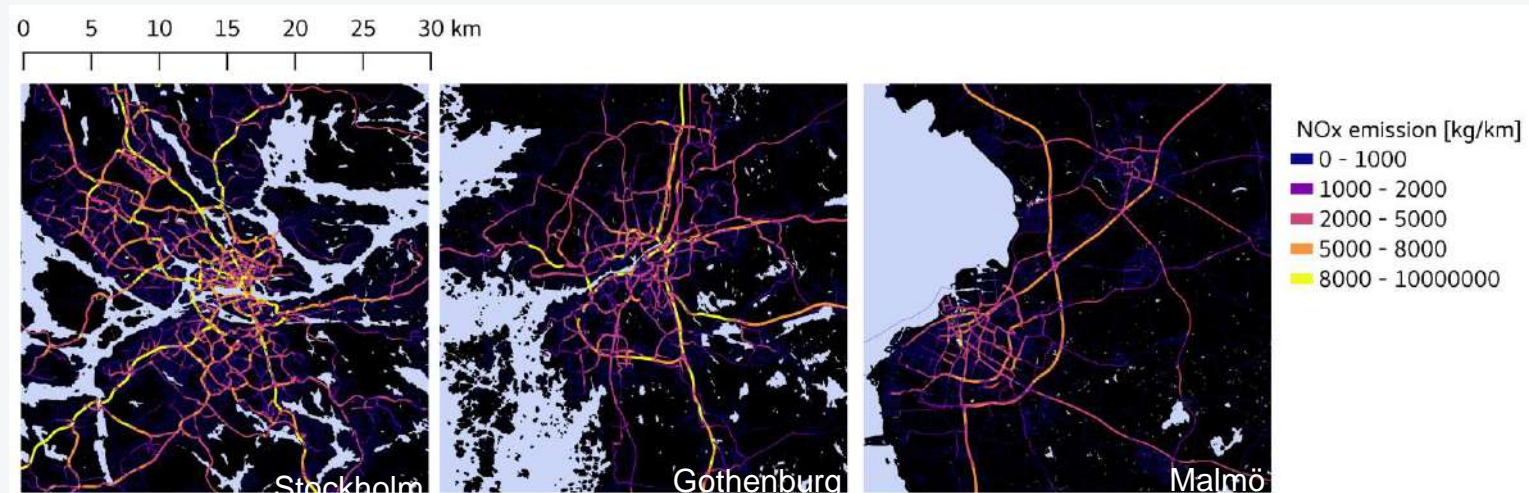 0 5 10 15 20 25 30 km
NOx emission [kg/km]
0 - 1000
1000 - 2000
2000 - 5000
5000 - 8000
8000 - 10000000
Stockholm
Gothenburg
Malmö